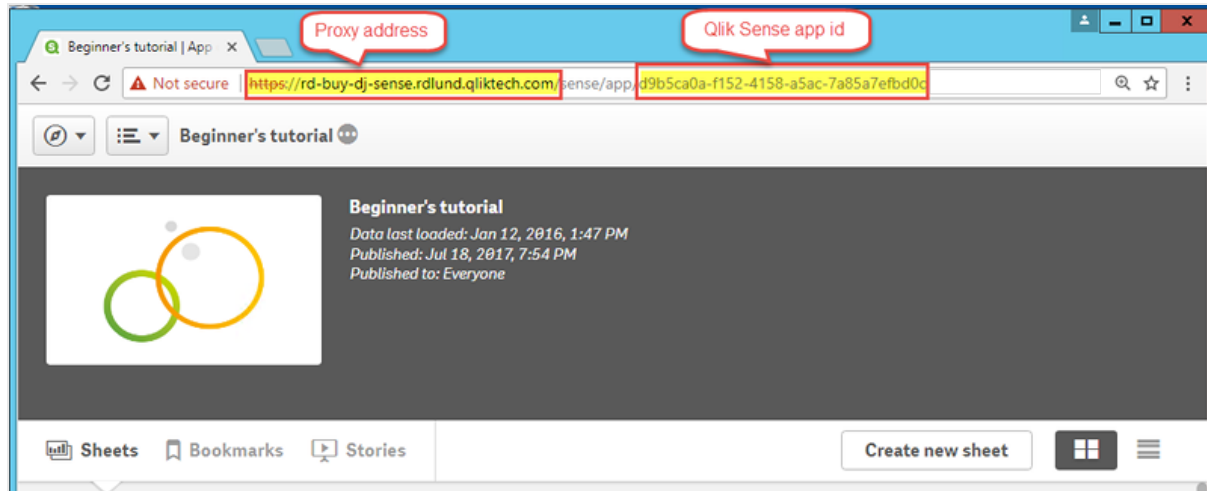 Proxy address
Qlik Sense app id
Beginner's tutorial | App
Not secure | https://rd-buy-dj-sense.rdlund.qliktech.com/sense/app/d9b5ca0a-f152-4158-a5ac-7a85a7efbd0c
Beginner's tutorial
Beginner's tutorial
Data last loaded: Jan 12, 2016, 1:47 PM
Published: Jul 18, 2017, 7:54 PM
Published to: Everyone
Sheets Bookmarks Stories Create new sheet